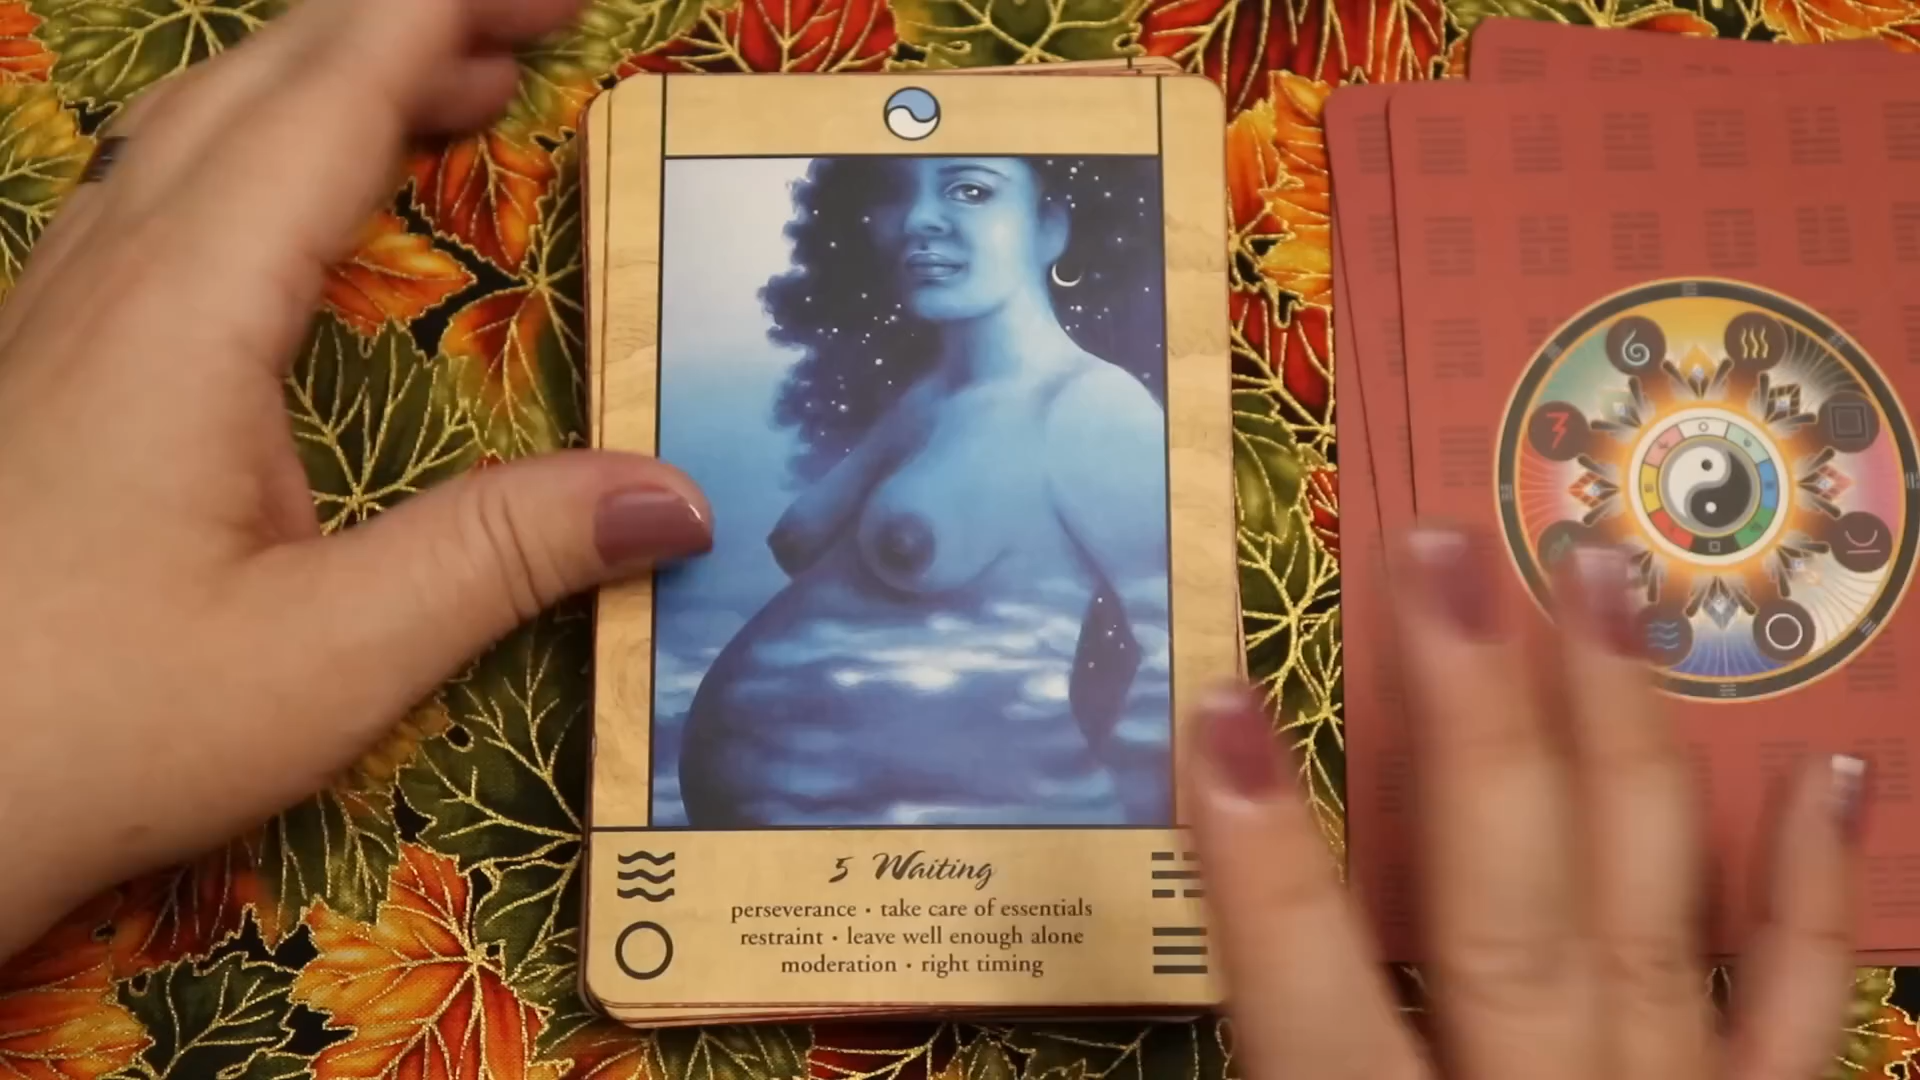 5 Waiting
perseverance • take care of essentials
restraint • leave well enough alone
moderation • right timing